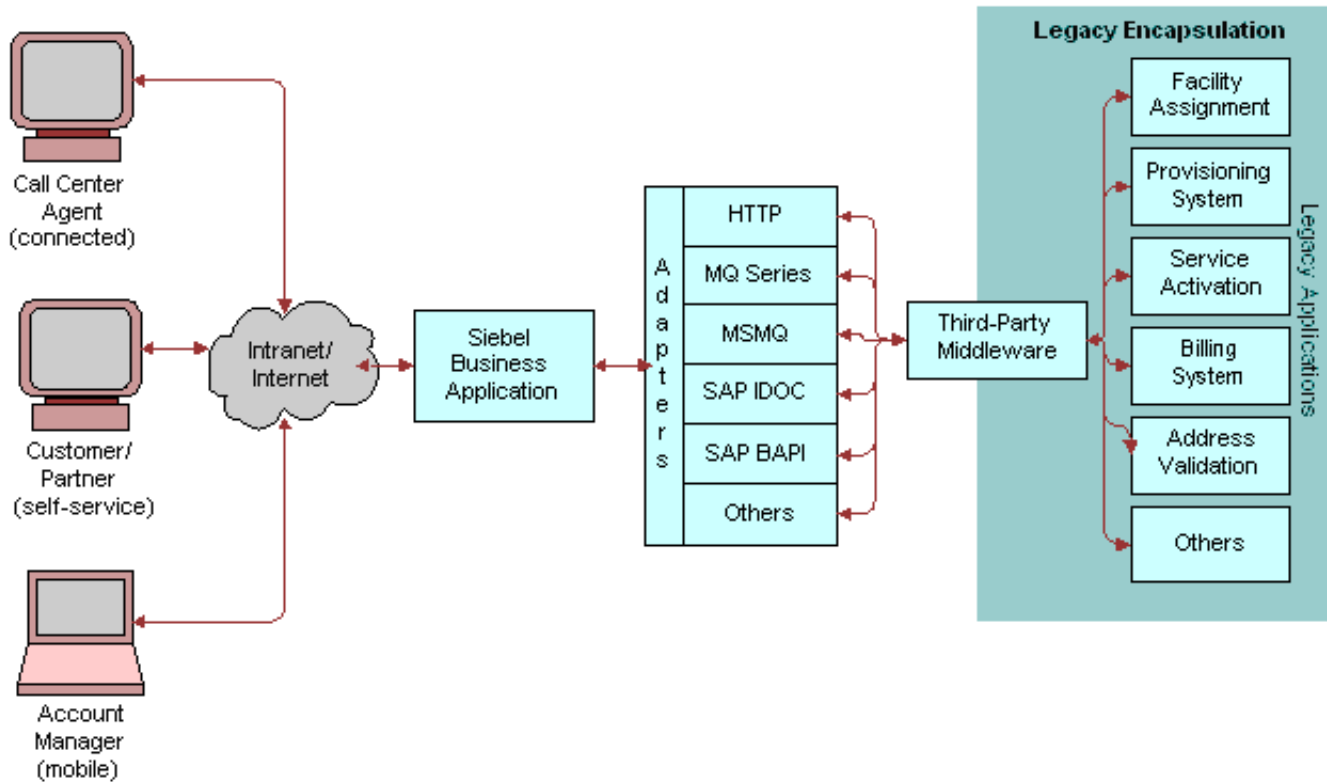 Legacy Encapsulation
Facility
Assignment
Provisioning
System
Service
Activation
Billing
System
Address
Validation
Others
Legacy Applications
Call Center
Agent
(connected)
Customer/
Partner
(self-service)
Account
Manager
(mobile)
Intranet/
Internet
Siebel
Business
Application
Adapters
HTTP
MQ Series
MSMQ
SAP IDOC
SAP BAPI
Others
Third-Party
Middleware